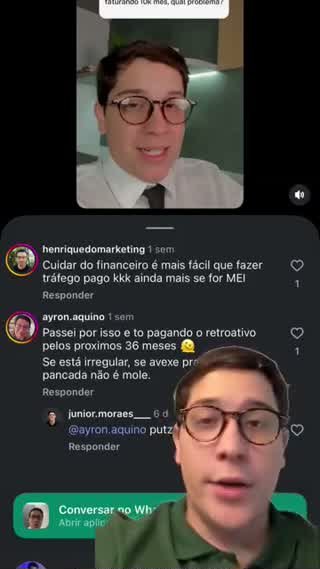 faturando 10k mês, qual problema?
henriquedomarketing 1 sem
Cuidar do financeiro é mais fácil que fazer
tráfego pago kkk ainda mais se for MEI
1
Responder
ayron.aquino 1 sem
Passei por isso e to pagando o retroativo
pelos proximos 36 meses 🫠
1
Se está irregular, se avexe
pancada não é mole.
Responder
junior.moraes___ 6 d
@ayron.aquino putz
Responder
Conversar no
Abrir